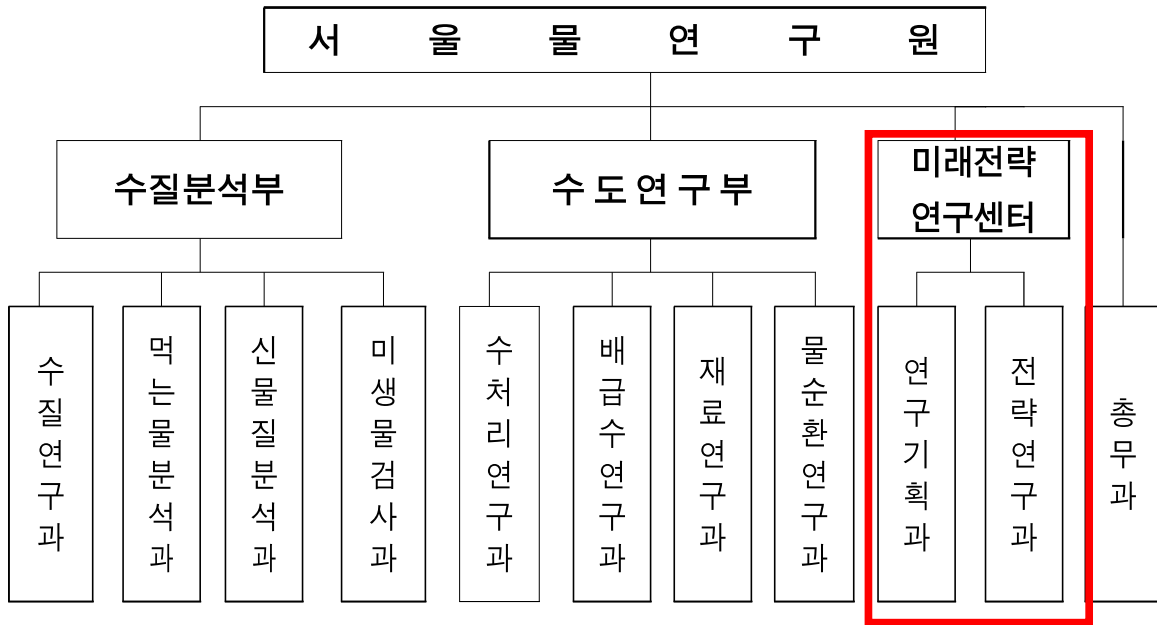 서 울 물 연 구 원
수질분석부
수 도 연 구 부
미래전략
연구센터
수질연구과
먹는물분석과
신물질분석과
미생물검사과
수처리연구과
배급수연구과
재료연구과
물순환연구과
연구기획과
전략연구과
총무과